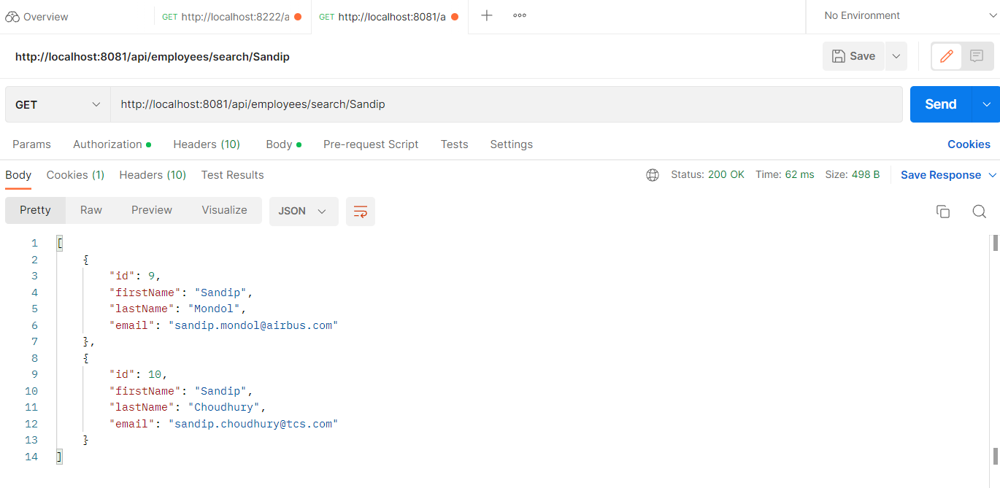 Overview
GET http://localhost:8222/a
GET http://localhost:8081/a
No Environment
http://localhost:8081/api/employees/search/Sandip
Save
GET http://localhost:8081/api/employees/search/Sandip Send
Params Authorization Headers (10) Body Pre-request Script Tests Settings Cookies
Body Cookies (1) Headers (10) Test Results Status: 200 OK Time: 62 ms Size: 498 B Save Response
Pretty Raw Preview Visualize JSON
1 [
2 {
3 "id": 9,
4 "firstName": "Sandip",
5 "lastName": "Mondol",
6 "email": "sandip.mondol@airbus.com"
7 },
8 {
9 "id": 10,
10 "firstName": "Sandip",
11 "lastName": "Choudhury",
12 "email": "sandip.choudhury@tcs.com"
13 }
14 ]